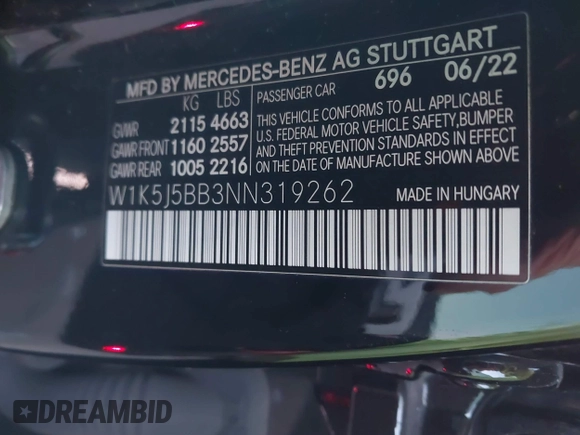 MFD BY MERCEDES-BENZ AG STUTTGART
KG LBS PASSENGER CAR 696 06/22
GVWR 2115 4663
GAWR FRONT 1160 2557
GAWR REAR 1005 2216
THIS VEHICLE CONFORMS TO ALL APPLICABLE
U.S. FEDERAL MOTOR VEHICLE SAFETY, BUMPER
AND THEFT PREVENTION STANDARDS IN EFFECT
ON THE DATE OF MANUFACTURE SHOWN ABOVE.
W1K5J5BB3NN319262 MADE IN HUNGARY
DREAMBID